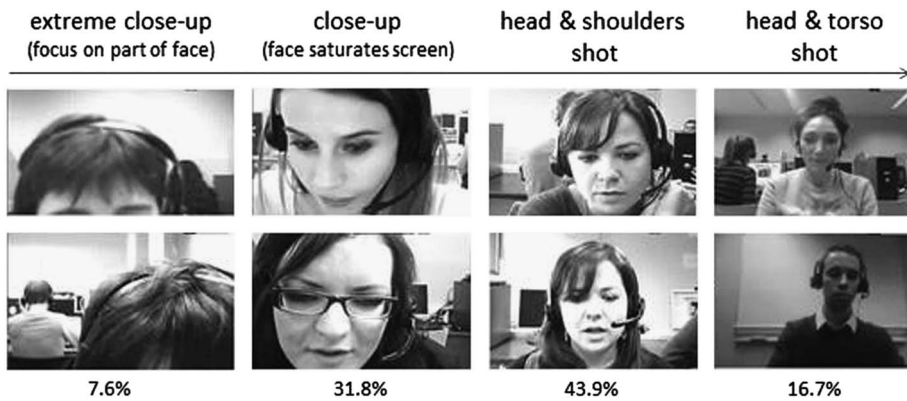 extreme close-up
(focus on part of face)
close-up
(face saturates screen)
head & shoulders
shot
head & torso
shot
7.6%
31.8%
43.9%
16.7%